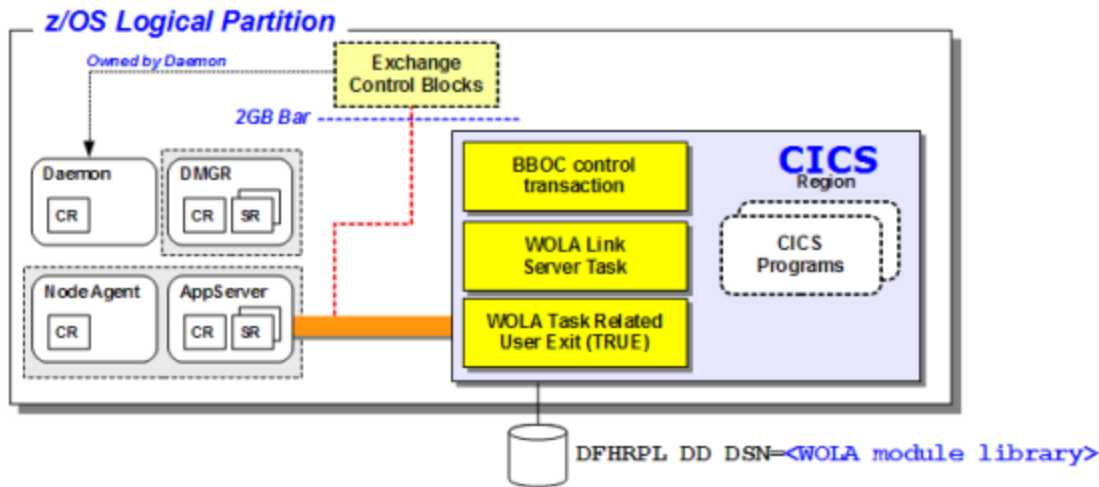 z/OS Logical Partition
Owned by Daemon
Exchange
Control Blocks
2GB Bar
Daemon
CR
DMGR
CR
SR
Node Agent
CR
AppServer
CR
SR
BBOC control
transaction
WOLA Link
Server Task
WOLA Task Related
User Exit (TRUE)
CICS
Region
CICS
Programs
DFHRPL DD DSN=<WOLA module library>